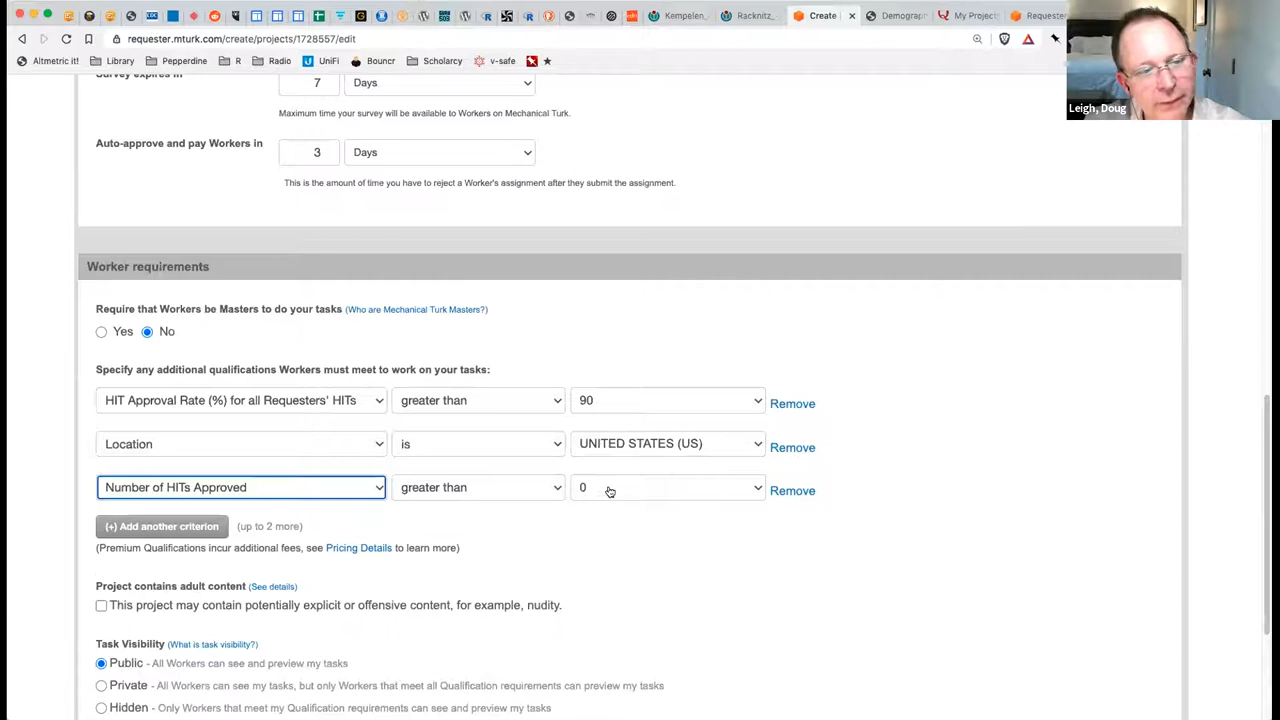 Kempelen,
Racknitz_
Create
Demograph
My Project
Requester
requester.mturk.com/create/projects/1728557/edit
Altmetric it! Library Pepperdine R Radio UniFi Bouncr Scholarcy v-safe
Leigh, Doug
Survey expires in 7 Days
Maximum time your survey will be available to Workers on Mechanical Turk.
Auto-approve and pay Workers in 3 Days
This is the amount of time you have to reject a Worker's assignment after they submit the assignment.
Worker requirements
Require that Workers be Masters to do your tasks (Who are Mechanical Turk Masters?)
Yes No
Specify any additional qualifications Workers must meet to work on your tasks:
HIT Approval Rate (%) for all Requesters' HITs greater than 90 Remove
Location is UNITED STATES (US) Remove
Number of HITs Approved greater than 0 Remove
(+) Add another criterion (up to 2 more)
(Premium Qualifications incur additional fees, see Pricing Details to learn more)
Project contains adult content (See details)
This project may contain potentially explicit or offensive content, for example, nudity.
Task Visibility (What is task visibility?)
Public - All Workers can see and preview my tasks
Private - All Workers can see my tasks, but only Workers that meet all Qualification requirements can preview my tasks
Hidden - Only Workers that meet my Qualification requirements can see and preview my tasks